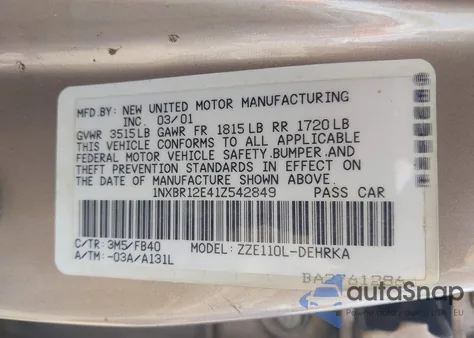 MFD.BY: NEW UNITED MOTOR MANUFACTURING
INC. 03/01
GVWR 3515LB GAWR FR 1815LB RR 1720LB
THIS VEHICLE CONFORMS TO ALL APPLICABLE
FEDERAL MOTOR VEHICLE SAFETY.BUMPER.AND
THEFT PREVENTION STANDARDS IN EFFECT ON
THE DATE OF MANUFACTURE SHOWN ABOVE.
1NXBR12E41Z542849 PASS CAR
C/TR: 3M5/FB40 MODEL: ZZE110L-DEHRKA
A/TM: -03A/A131L
BA2761286
autoSnap